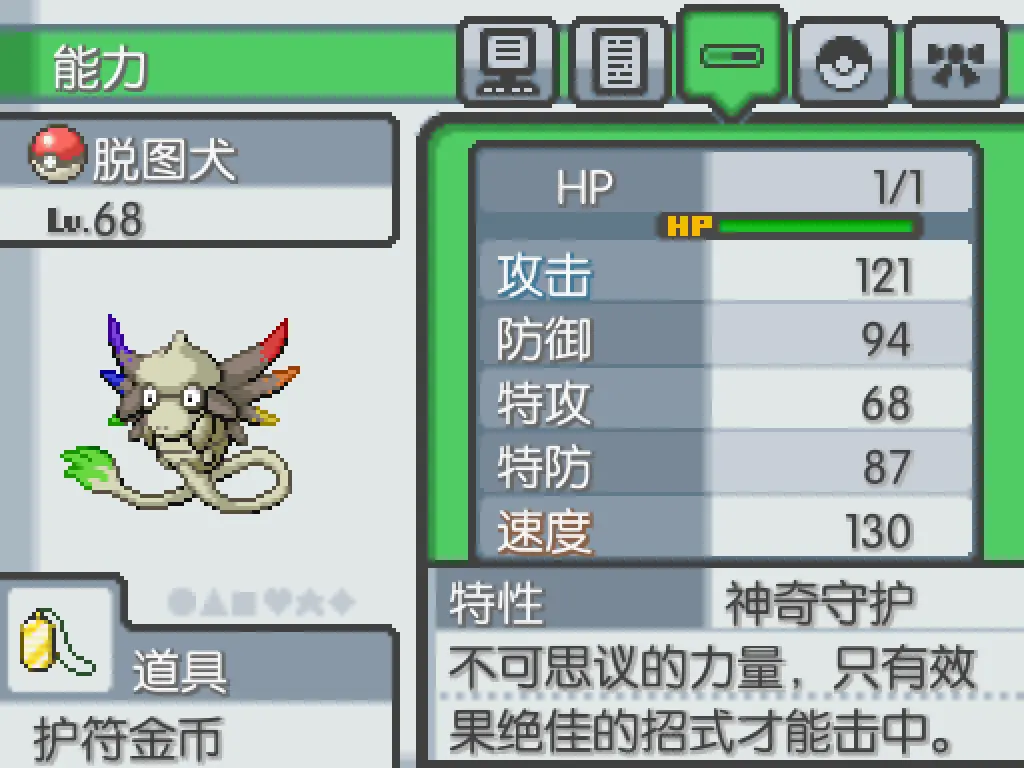 能力
脱图犬
Lv.68
HP 1/1
HP
攻击 121
防御 94
特攻 68
特防 87
速度 130
特性 神奇守护
不可思议的力量，只有效
果绝佳的招式才能击中。
道具
护符金币